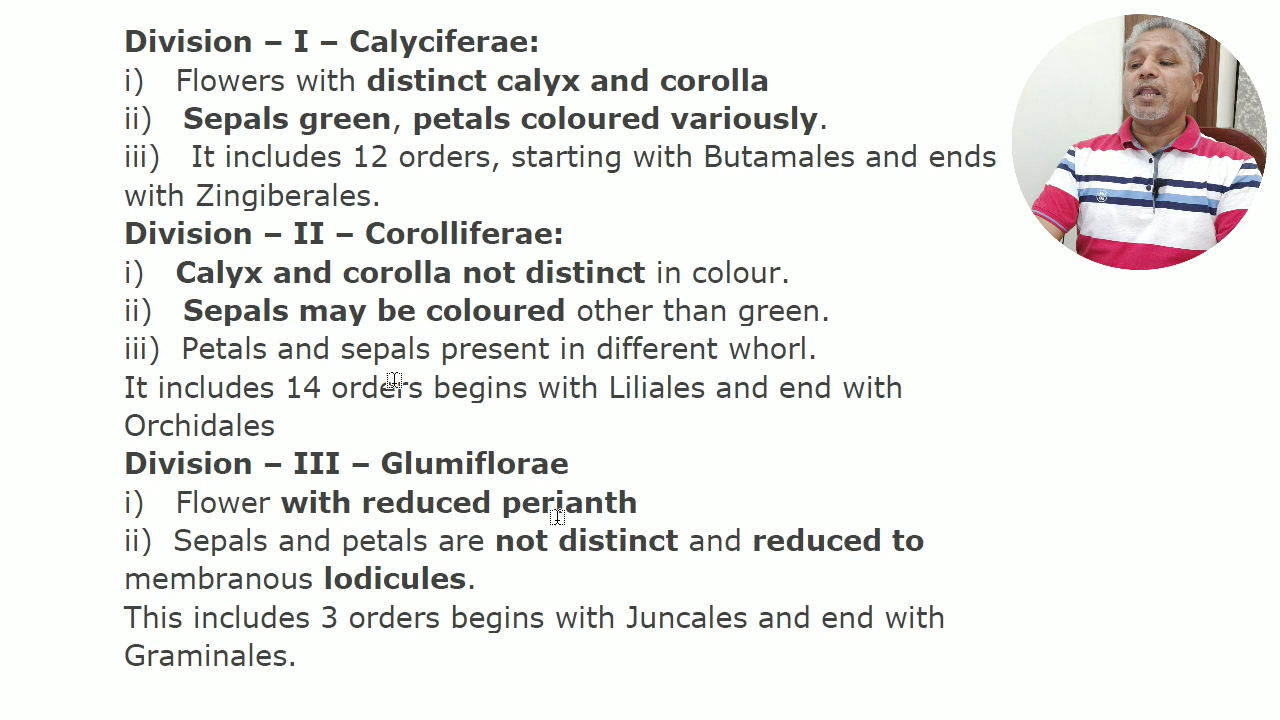 Division – I – Calyciferae:
i) Flowers with distinct calyx and corolla
ii) Sepals green, petals coloured variously.
iii) It includes 12 orders, starting with Butamales and ends
with Zingiberales.
Division – II – Corolliferae:
i) Calyx and corolla not distinct in colour.
ii) Sepals may be coloured other than green.
iii) Petals and sepals present in different whorl.
It includes 14 orders begins with Liliales and end with
Orchidales
Division – III – Glumiflorae
i) Flower with reduced perianth
ii) Sepals and petals are not distinct and reduced to
membranous lodicules.
This includes 3 orders begins with Juncales and end with
Graminales.